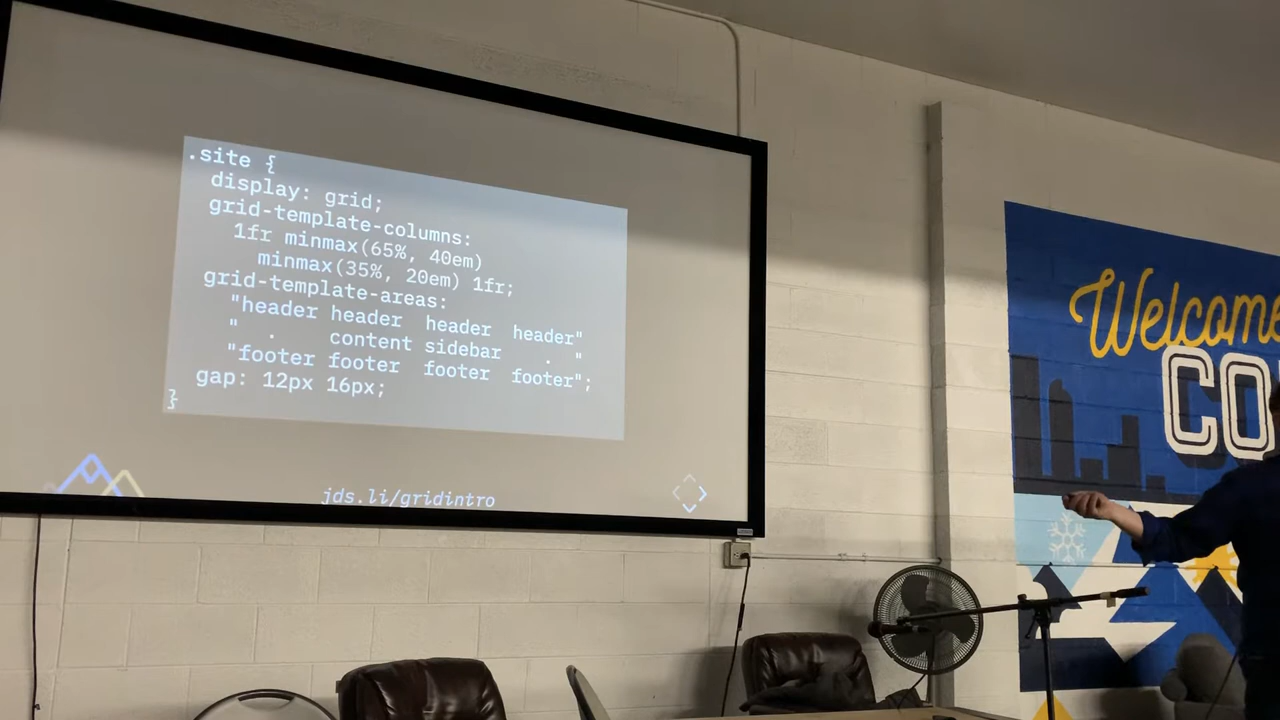 .site {
display: grid;
grid-template-columns:
1fr minmax(65%, 40em)
minmax(35%, 20em) 1fr;
grid-template-areas:
"header header header header"
" . content sidebar . "
"footer footer footer footer";
gap: 12px 16px;
}
jds.li/gridintro
Welcome